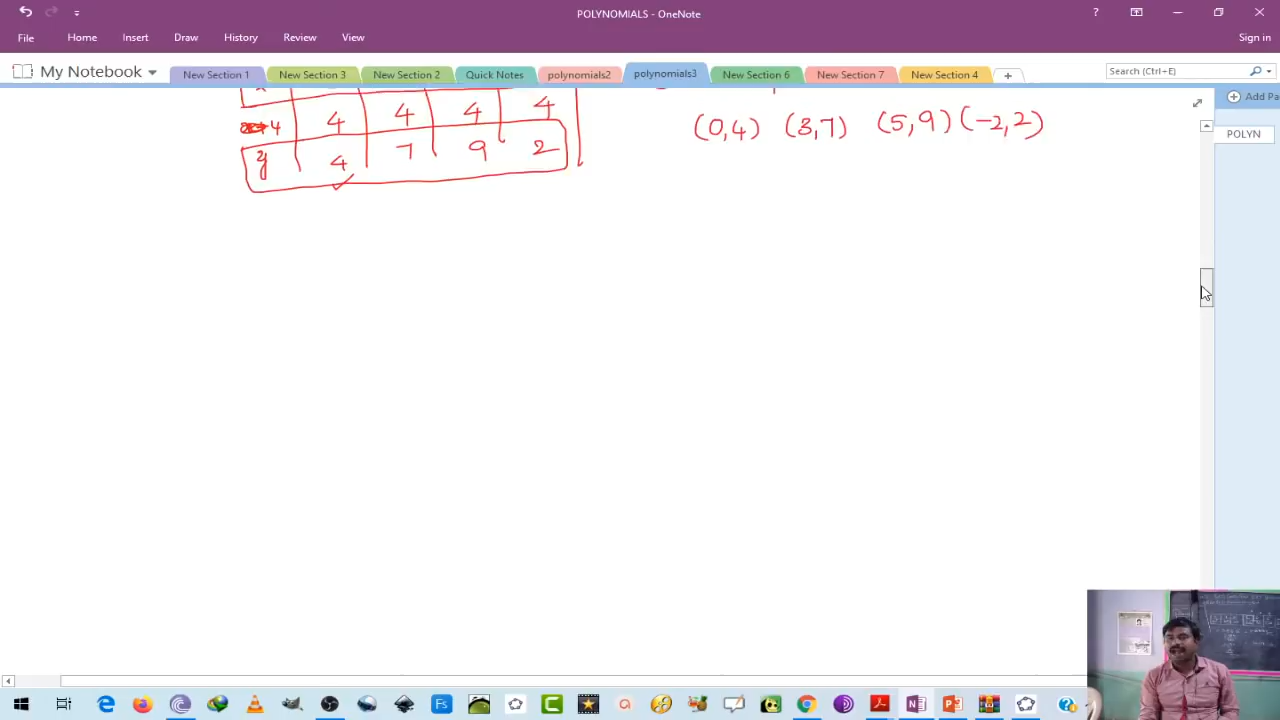 POLYNOMIALS - OneNote
? 
File Home Insert Draw History Review View Sign in
My Notebook New Section 1 New Section 3 New Section 2 Quick Notes polynomials2 polynomials3 New Section 6 New Section 7 New Section 4 + Search (Ctrl+E)
Add Pa
POLYN
4 4 4 4 4
y 4 7 9 2
(0,4) (3,7) (5,9) (-2,2)